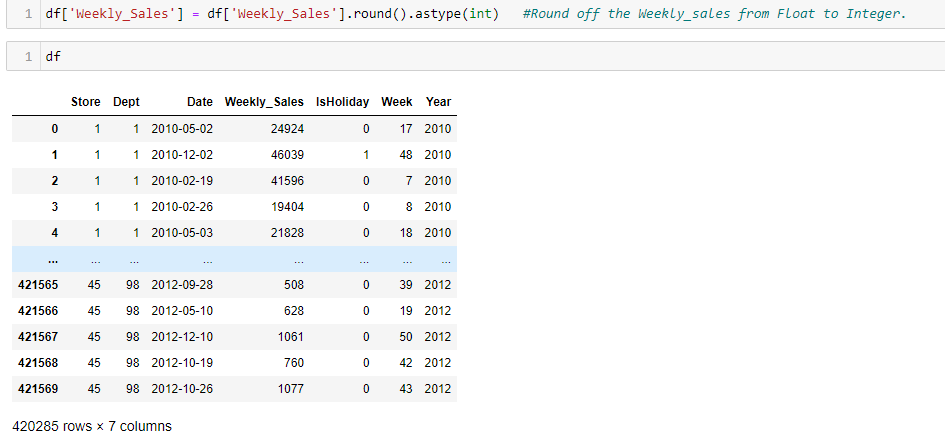 1 df['Weekly_Sales'] = df['Weekly_Sales'].round().astype(int) #Round off the Weekly_sales from Float to Integer.
1 df
Store Dept Date Weekly_Sales IsHoliday Week Year
0 1 1 2010-05-02 24924 0 17 2010
1 1 1 2010-12-02 46039 1 48 2010
2 1 1 2010-02-19 41596 0 7 2010
3 1 1 2010-02-26 19404 0 8 2010
4 1 1 2010-05-03 21828 0 18 2010
... ... ... ... ... ... ... ...
421565 45 98 2012-09-28 508 0 39 2012
421566 45 98 2012-05-10 628 0 19 2012
421567 45 98 2012-12-10 1061 0 50 2012
421568 45 98 2012-10-19 760 0 42 2012
421569 45 98 2012-10-26 1077 0 43 2012
420285 rows × 7 columns